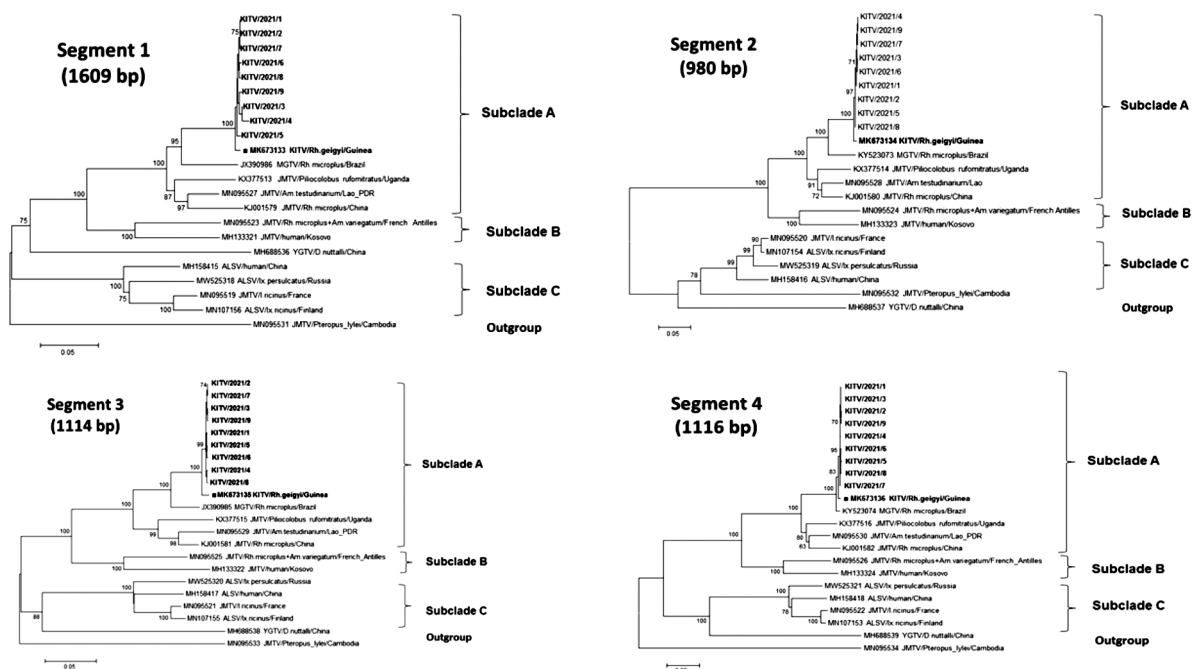 Segment 1
(1609 bp)
75
KITV/2021/1
KITV/2021/2
KITV/2021/7
KITV/2021/6
KITV/2021/8
KITV/2021/9
KITV/2021/3
KITV/2021/4
KITV/2021/5
100
MK673133 KITV/Rh.geigyi/Guinea
95
JX390986 MGTV/Rh microplus/Brazil
100
KX377513 JMTV/Piliocolobus rufomitratus/Uganda
87
MN095527 JMTV/Am.testudinarium/Lao_PDR
97
KJ001579 JMTV/Rh microplus/China
100
MN095523 JMTV/Rh microplus+Am variegatum/French_Antilles
100
MH133321 JMTV/human/Kosovo
75
MH688536 YGTV/D nuttalli/China
MH158415 ALSV/human/China
100
MW525318 ALSV/Ix persulcatus/Russia
75
MN095519 JMTV/I.ricinus/France
100
MN107156 ALSV/Ix.ricinus/Finland
MN095531 JMTV/Pteropus_lylei/Cambodia
Subclade A
Subclade B
Subclade C
Outgroup
0.05
Segment 2
(980 bp)
KITV/2021/4
KITV/2021/9
KITV/2021/7
KITV/2021/3
71
KITV/2021/6
KITV/2021/1
97
KITV/2021/2
KITV/2021/5
KITV/2021/8
100
MK673134 KITV/Rh.geigyi/Guinea
100
KY523073 MGTV/Rh microplus/Brazil
100
KX377514 JMTV/Piliocolobus rufomitratus/Uganda
91
MN095528 JMTV/Am testudinarium/Lao
72
KJ001580 JMTV/Rh microplus/China
100
MN095524 JMTV/Rh microplus+Am.variegatum/French Antilles
100
MH133323 JMTV/human/Kosovo
90
MN095520 JMTV/I.ricinus/France
99
MN107154 ALSV/Ix.ricinus/Finland
99
MW525319 ALSV/Ix persulcatus/Russia
78
MH158416 ALSV/human/China
MN095532 JMTV/Pteropus_lylei/Cambodia
MH688537 YGTV/D nuttalli/China
Subclade A
Subclade B
Subclade C
Outgroup
0.05
Segment 3
(1114 bp)
74
KITV/2021/2
KITV/2021/7
KITV/2021/3
KITV/2021/9
KITV/2021/1
99
KITV/2021/5
KITV/2021/6
KITV/2021/4
100
KITV/2021/8
MK673135 KITV/Rh.geigyi/Guinea
100
JX390985 MGTV/Rh microplus/Brazil
100
KX377515 JMTV/Piliocolobus rufomitratus/Uganda
99
MN095529 JMTV/Am testudinarium/Lao_PDR
98
KJ001581 JMTV/Rh microplus/China
100
MN095525 JMTV/Rh microplus+Am variegatum/French_Antilles
100
MH133322 JMTV/human/Kosovo
MW525320 ALSV/Ix persulcatus/Russia
100
MH158417 ALSV/human/China
MN095521 JMTV/I.ricinus/France
100
MN107155 ALSV/Ix ricinus/Finland
88
MH688538 YGTV/D nuttalli/China
MN095533 JMTV/Pteropus_lylei/Cambodia
Subclade A
Subclade B
Subclade C
Outgroup
0.05
Segment 4
(1116 bp)
KITV/2021/1
KITV/2021/3
KITV/2021/2
70
KITV/2021/9
KITV/2021/4
95
KITV/2021/6
KITV/2021/5
83
KITV/2021/8
KITV/2021/7
100
MK673136 KITV/Rh.geigyi/Guinea
100
KY523074 MGTV/Rh microplus/Brazil
100
KX377516 JMTV/Piliocolobus rufomitratus/Uganda
80
MN095530 JMTV/Am testudinarium/Lao_PDR
63
KJ001582 JMTV/Rh microplus/China
100
MN095526 JMTV/Rh microplus+Am variegatum/French_Antilles
100
MH133324 JMTV/human/Kosovo
MW525321 ALSV/Ix persulcatus/Russia
100
MH158418 ALSV/human/China
78
MN095522 JMTV/I.ricinus/France
100
MN107153 ALSV/Ix ricinus/Finland
100
MH688539 YGTV/D nuttalli/China
MN095534 JMTV/Pteropus_lylei/Cambodia
Subclade A
Subclade B
Subclade C
Outgroup